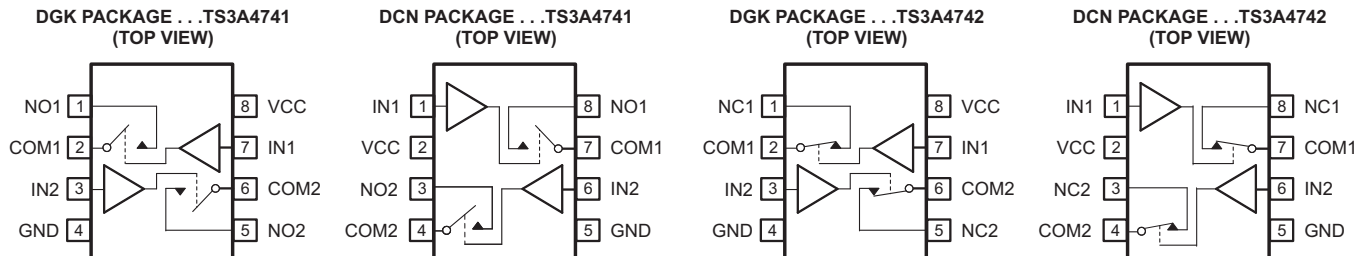 DGK PACKAGE . . .TS3A4741
(TOP VIEW)
NO1 1
COM1 2
IN2 3
GND 4
8 VCC
7 IN1
6 COM2
5 NO2
DCN PACKAGE . . .TS3A4741
(TOP VIEW)
IN1 1
VCC 2
NO2 3
COM2 4
8 NO1
7 COM1
6 IN2
5 GND
DGK PACKAGE . . .TS3A4742
(TOP VIEW)
NC1 1
COM1 2
IN2 3
GND 4
8 VCC
7 IN1
6 COM2
5 NC2
DCN PACKAGE . . .TS3A4742
(TOP VIEW)
IN1 1
VCC 2
NC2 3
COM2 4
8 NC1
7 COM1
6 IN2
5 GND